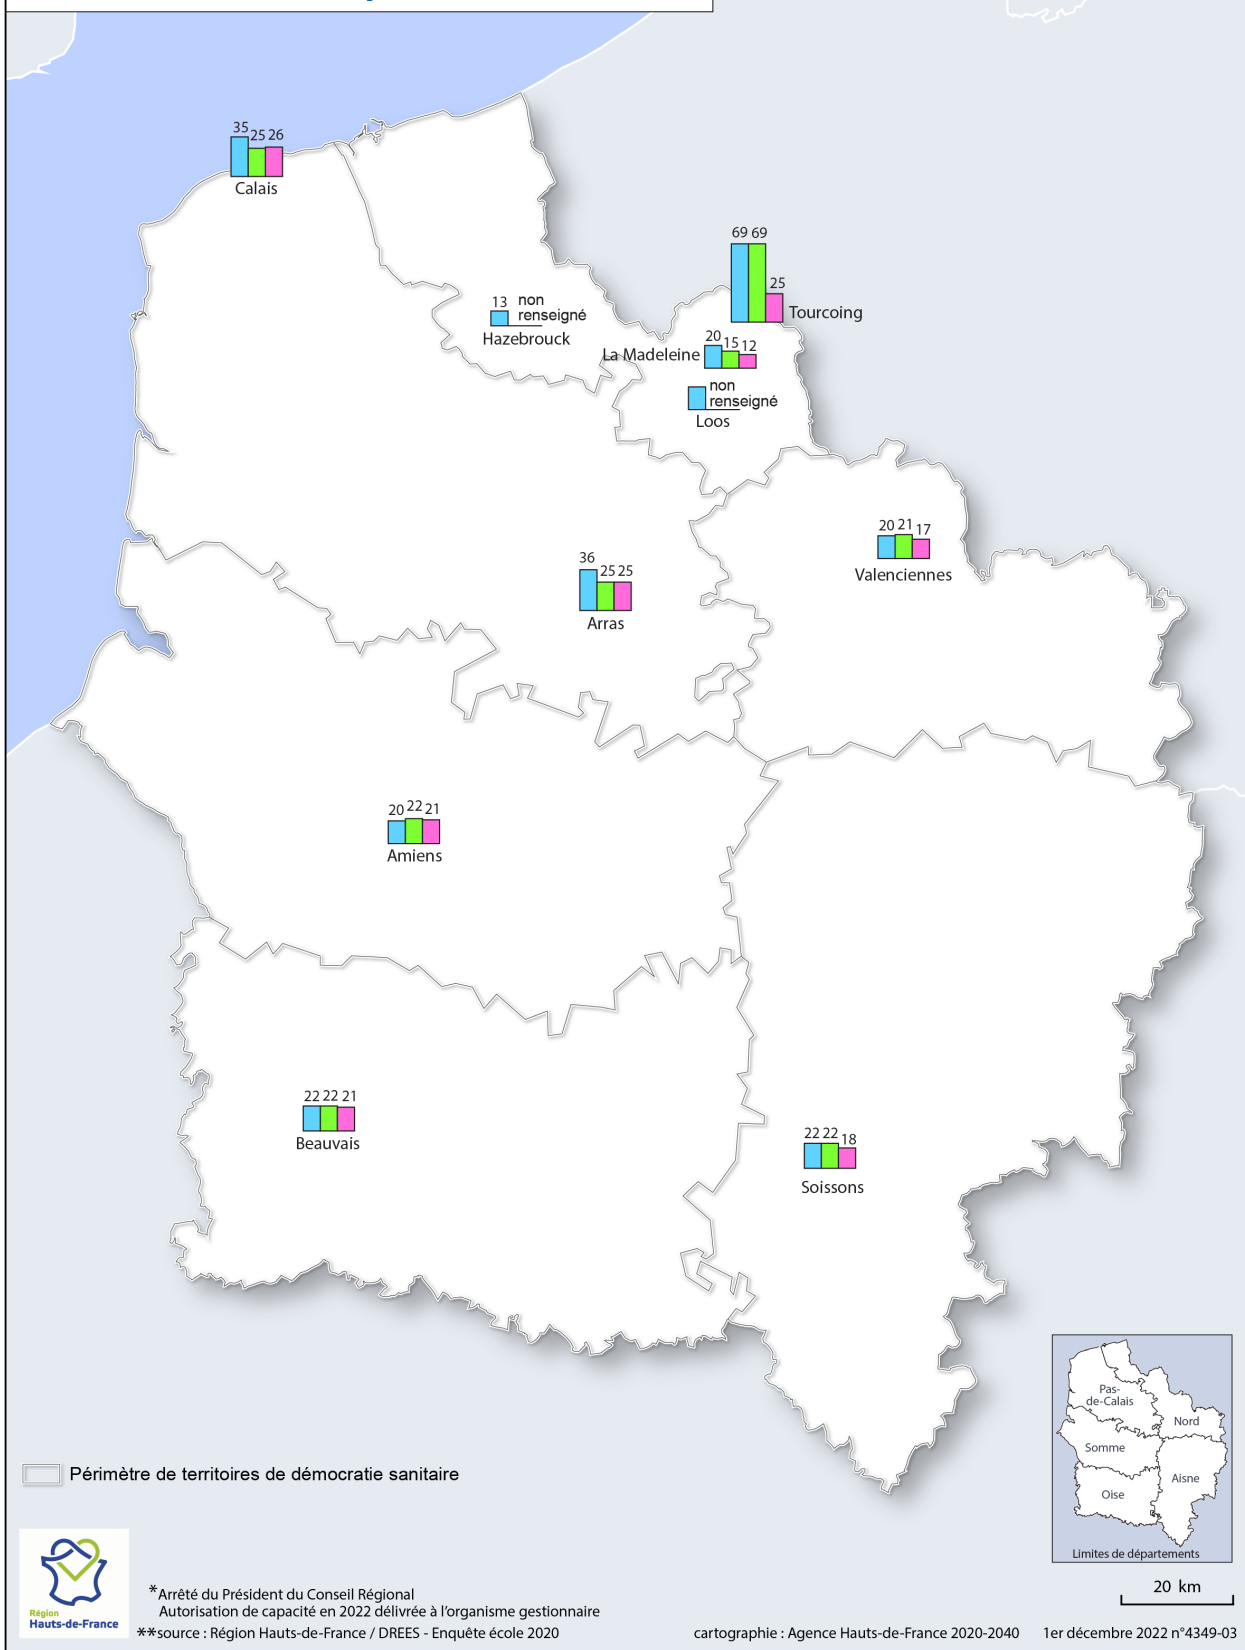 35 25 26
Calais
69 69
25
Tourcoing
13 non
renseigné
Hazebrouck
20 15 12
La Madeleine
non
renseigné
Loos
20 21 17
Valenciennes
36
25 25
Arras
20 22 21
Amiens
22 22 21
Beauvais
22 22 18
Soissons
Périmètre de territoires de démocratie sanitaire
Pas-
de-Calais
Nord
Somme
Aisne
Oise
Limites de départements
20 km
Région
Hauts-de-France
*Arrêté du Président du Conseil Régional
Autorisation de capacité en 2022 délivrée à l'organisme gestionnaire
**source : Région Hauts-de-France / DREES - Enquête école 2020
cartographie : Agence Hauts-de-France 2020-2040 1er décembre 2022 n°4349-03